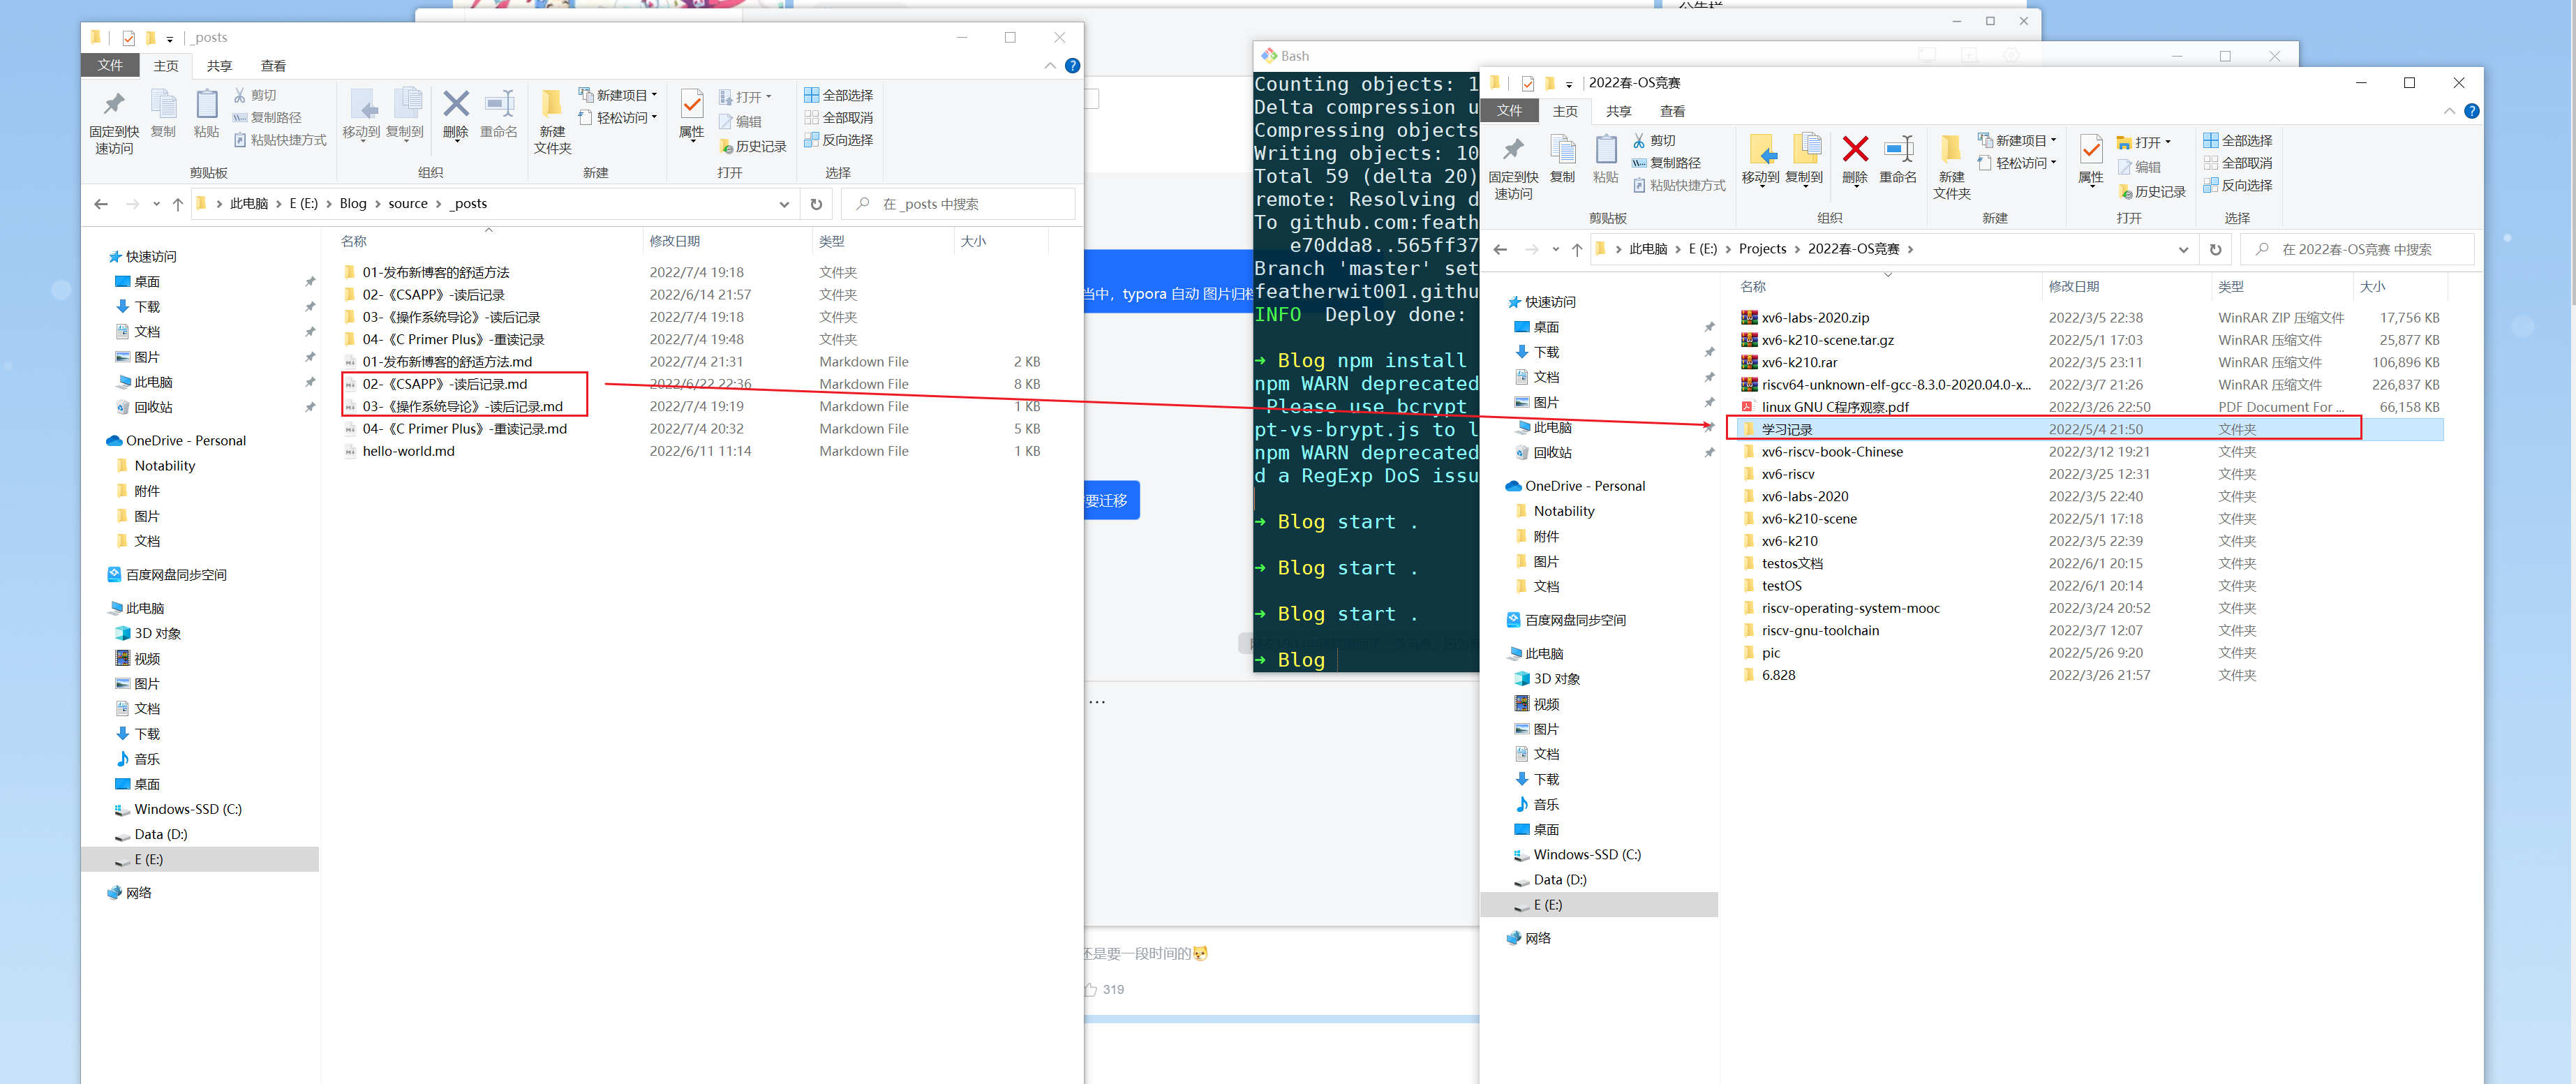 公告栏
_posts
文件 主页 共享 查看
固定到快速访问
复制
粘贴
剪切
复制路径
粘贴快捷方式
剪贴板
移动到
复制到
删除
重命名
组织
新建文件夹
新建项目
轻松访问
新建
属性
打开
编辑
历史记录
打开
全部选择
全部取消
反向选择
选择
此电脑 > E (E:) > Blog > source > _posts
在 _posts 中搜索
快速访问
桌面
下载
文档
图片
此电脑
回收站
OneDrive - Personal
Notability
附件
图片
文档
百度网盘同步空间
此电脑
3D 对象
视频
图片
文档
下载
音乐
桌面
Windows-SSD (C:)
Data (D:)
E (E:)
网络
名称 修改日期 类型 大小
01-发布新博客的舒适方法 2022/7/4 19:18 文件夹
02-《CSAPP》-读后记录 2022/6/14 21:57 文件夹
03-《操作系统导论》-读后记录 2022/7/4 19:18 文件夹
04-《C Primer Plus》-重读记录 2022/7/4 19:48 文件夹
01-发布新博客的舒适方法.md 2022/7/4 21:31 Markdown File 2 KB
02-《CSAPP》-读后记录.md 2022/6/22 22:36 Markdown File 8 KB
03-《操作系统导论》-读后记录.md 2022/7/4 19:19 Markdown File 1 KB
04-《C Primer Plus》-重读记录.md 2022/7/4 20:32 Markdown File 5 KB
hello-world.md 2022/6/11 11:14 Markdown File 1 KB
当中，typora 自动 图片归档
要迁移
...
还是要一段时间的
319
Bash
Counting objects: 1
Delta compression u
Compressing objects
Writing objects: 10
Total 59 (delta 20)
remote: Resolving d
To github.com:feath
e70dda8..565ff37
Branch 'master' set
featherwit001.githu
INFO  Deploy done:
➜ Blog npm install
npm WARN deprecated
Please use bcrypt
pt-vs-brypt.js to l
npm WARN deprecated
d a RegExp DoS issu
➜ Blog start .
➜ Blog start .
➜ Blog start .
➜ Blog
2022春-OS竞赛
文件 主页 共享 查看
固定到快速访问
复制
粘贴
剪切
复制路径
粘贴快捷方式
剪贴板
移动到
复制到
删除
重命名
组织
新建文件夹
新建项目
轻松访问
新建
属性
打开
编辑
历史记录
打开
全部选择
全部取消
反向选择
选择
此电脑 > E (E:) > Projects > 2022春-OS竞赛 >
在 2022春-OS竞赛 中搜索
快速访问
桌面
下载
文档
图片
此电脑
回收站
OneDrive - Personal
Notability
附件
图片
文档
百度网盘同步空间
此电脑
3D 对象
视频
图片
文档
下载
音乐
桌面
Windows-SSD (C:)
Data (D:)
E (E:)
网络
名称 修改日期 类型 大小
xv6-labs-2020.zip 2022/3/5 22:38 WinRAR ZIP 压缩文件 17,756 KB
xv6-k210-scene.tar.gz 2022/5/1 17:03 WinRAR 压缩文件 25,877 KB
xv6-k210.rar 2022/3/5 23:11 WinRAR 压缩文件 106,896 KB
riscv64-unknown-elf-gcc-8.3.0-2020.04.0-x... 2022/3/7 21:26 WinRAR 压缩文件 226,837 KB
linux GNU C程序观察.pdf 2022/3/26 22:50 PDF Document For ... 66,158 KB
学习记录 2022/5/4 21:50 文件夹
xv6-riscv-book-Chinese 2022/3/12 19:21 文件夹
xv6-riscv 2022/3/25 12:31 文件夹
xv6-labs-2020 2022/3/5 22:40 文件夹
xv6-k210-scene 2022/5/1 17:18 文件夹
xv6-k210 2022/3/5 22:39 文件夹
testos文档 2022/6/1 20:15 文件夹
testOS 2022/6/1 20:14 文件夹
riscv-operating-system-mooc 2022/3/24 20:52 文件夹
riscv-gnu-toolchain 2022/3/7 12:07 文件夹
pic 2022/5/26 9:20 文件夹
6.828 2022/3/26 21:57 文件夹